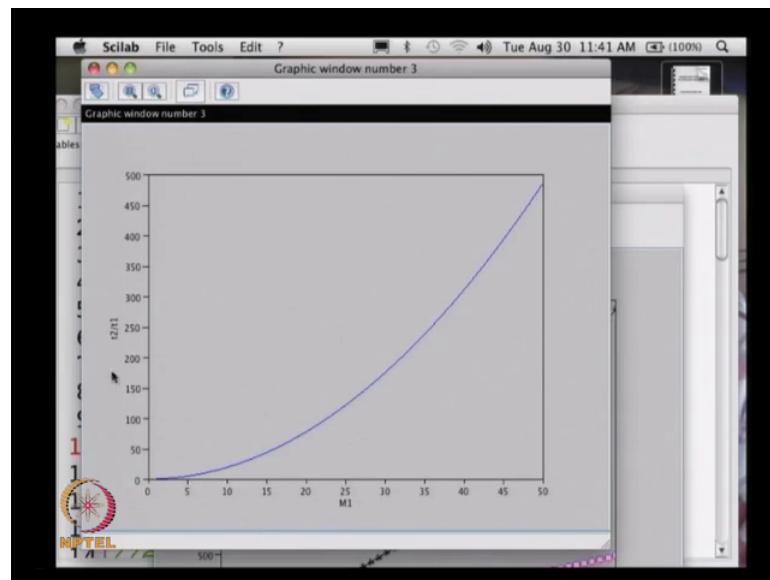 Scilab File Tools Edit ? Tue Aug 30 11:41 AM (100%)
Graphic window number 3
Graphic window number 3
ables
500
450
400
350
300
250
200
150
100
50
0
t2/t1
0 5 10 15 20 25 30 35 40 45 50
M1
NPTEL
500